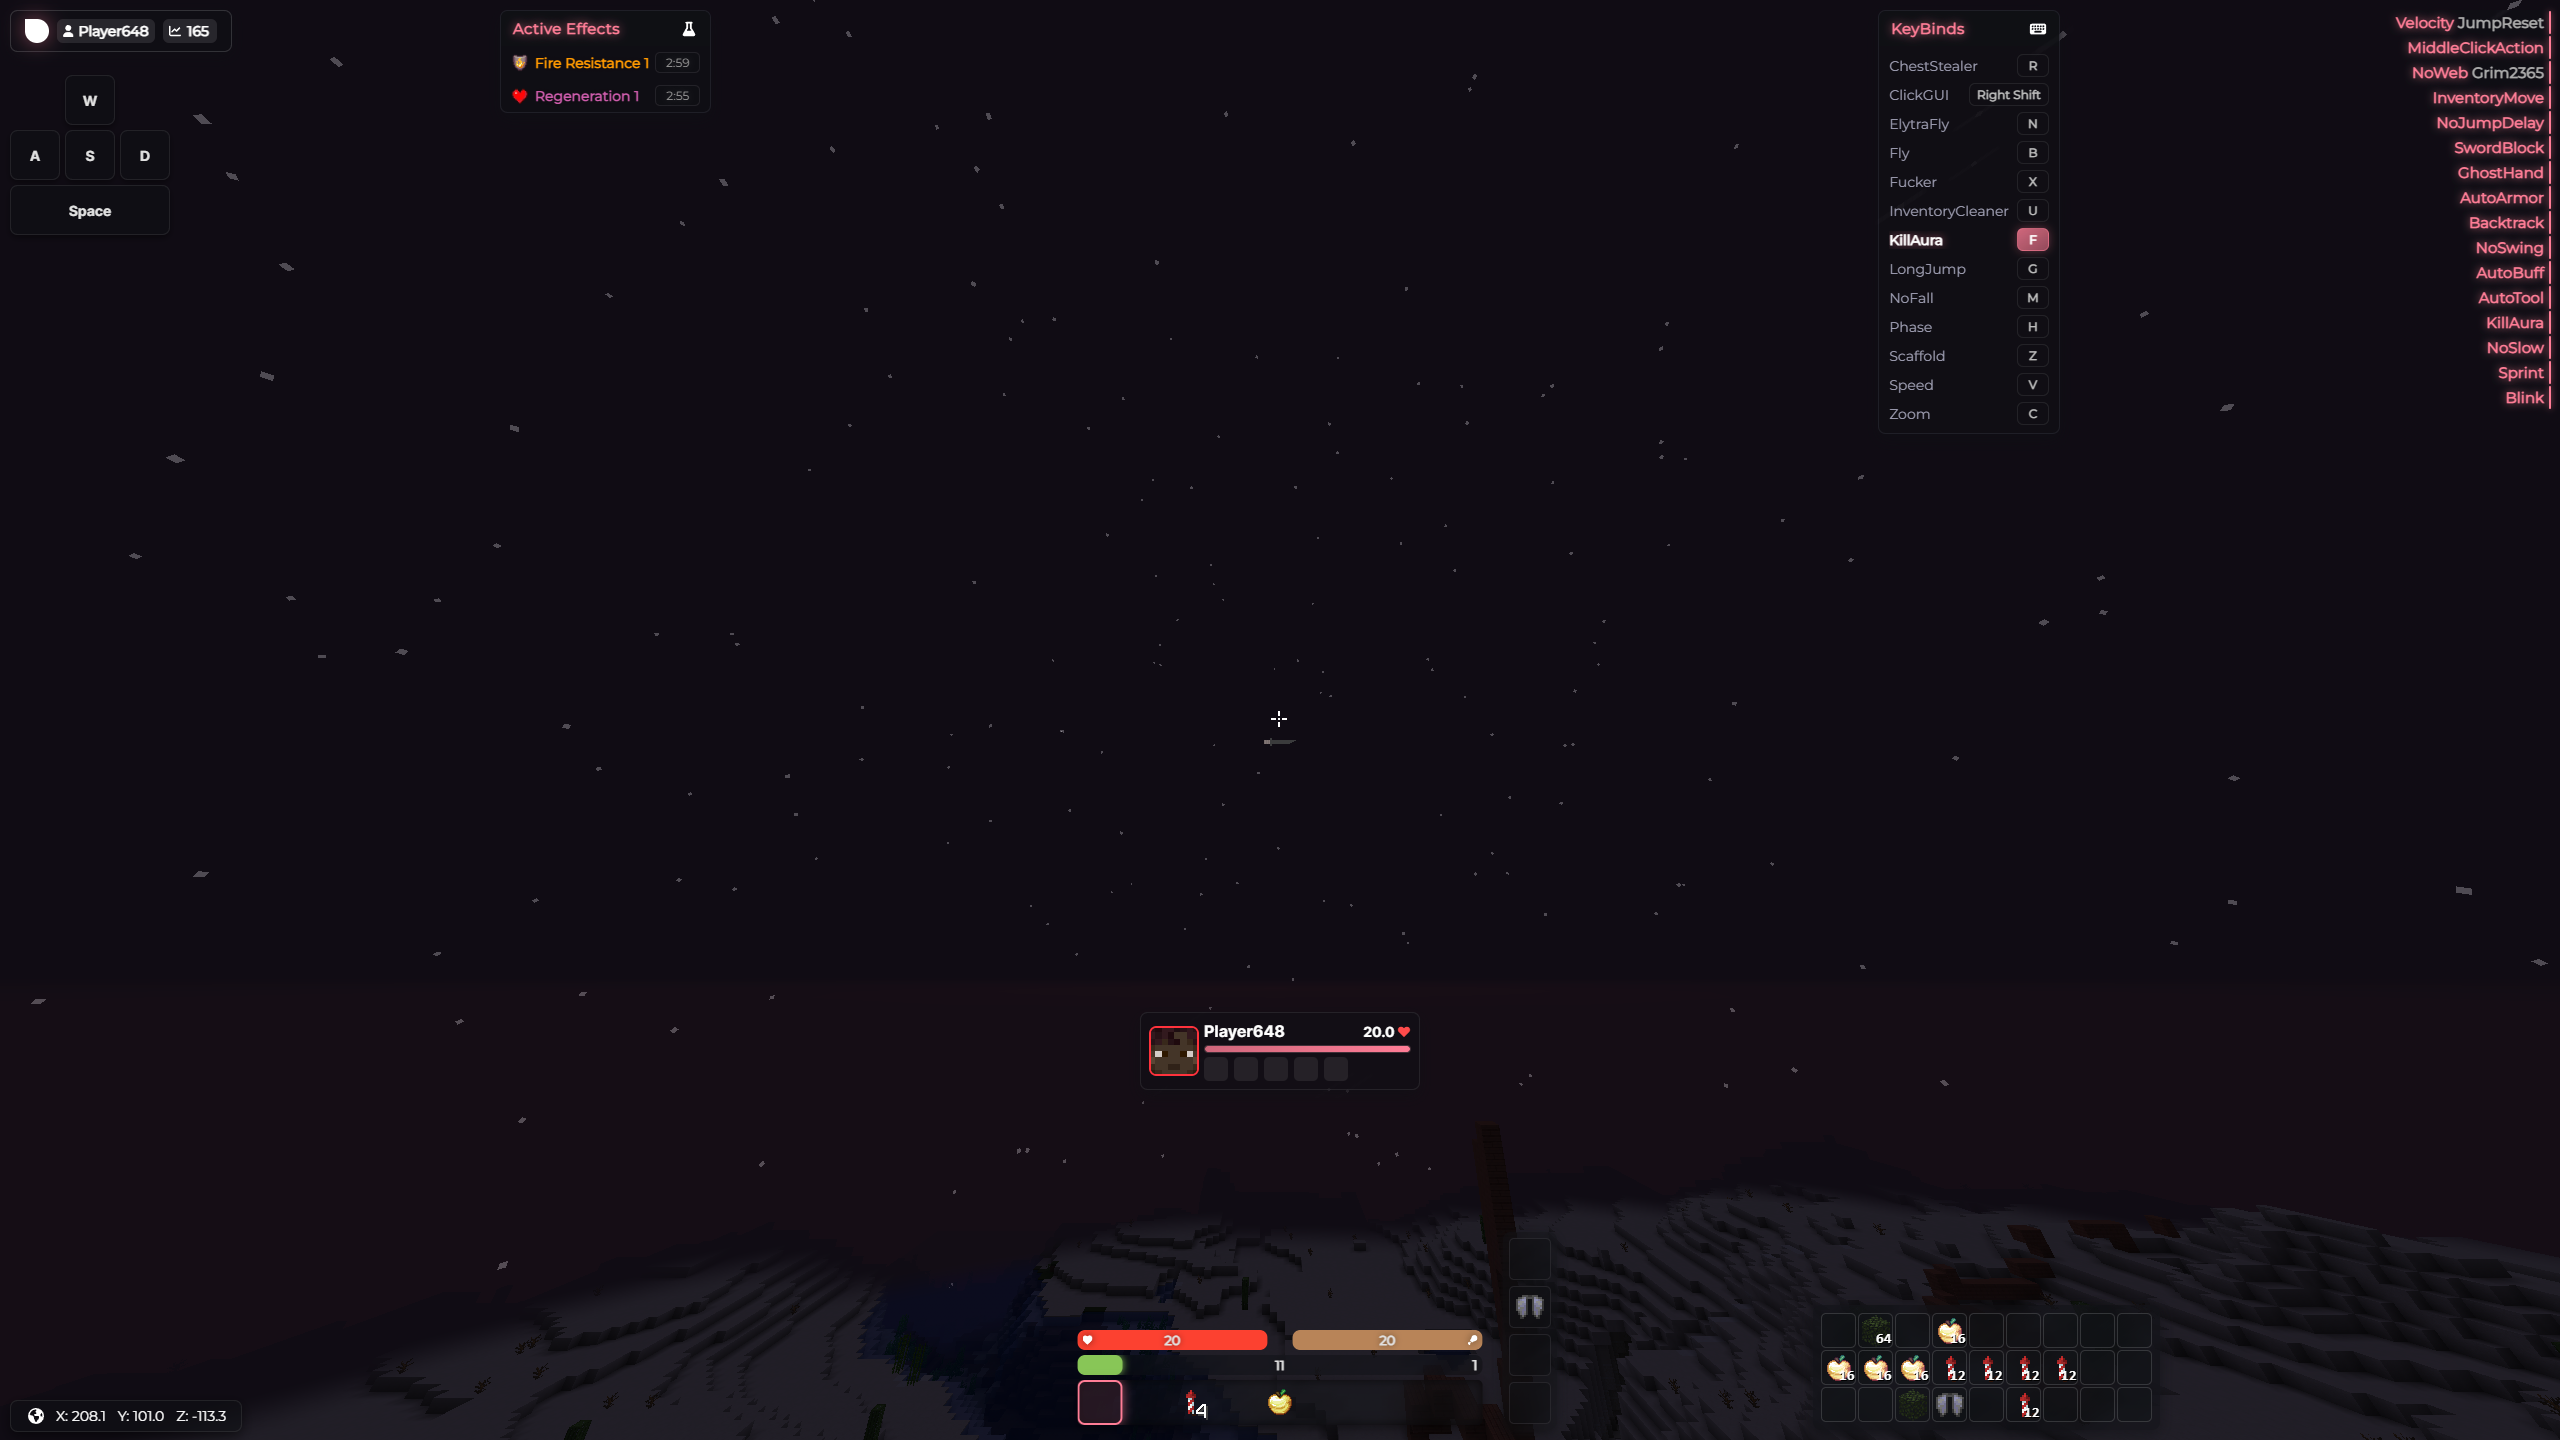 Player648 165
W
A S D
Space
Active Effects
Fire Resistance 1 2:59
Regeneration 1 2:55
KeyBinds
ChestStealer R
ClickGUI Right Shift
ElytraFly N
Fly B
Fucker X
InventoryCleaner U
KillAura F
LongJump G
NoFall M
Phase H
Scaffold Z
Speed V
Zoom C
Velocity JumpReset
MiddleClickAction
NoWeb Grim2365
InventoryMove
NoJumpDelay
SwordBlock
GhostHand
AutoArmor
Backtrack
NoSwing
AutoBuff
AutoTool
KillAura
NoSlow
Sprint
Blink
Player648 20.0
20 20
11 1
4
64 16
16 16 16 12 12 12 12
12
X: 208.1 Y: 101.0 Z: -113.3